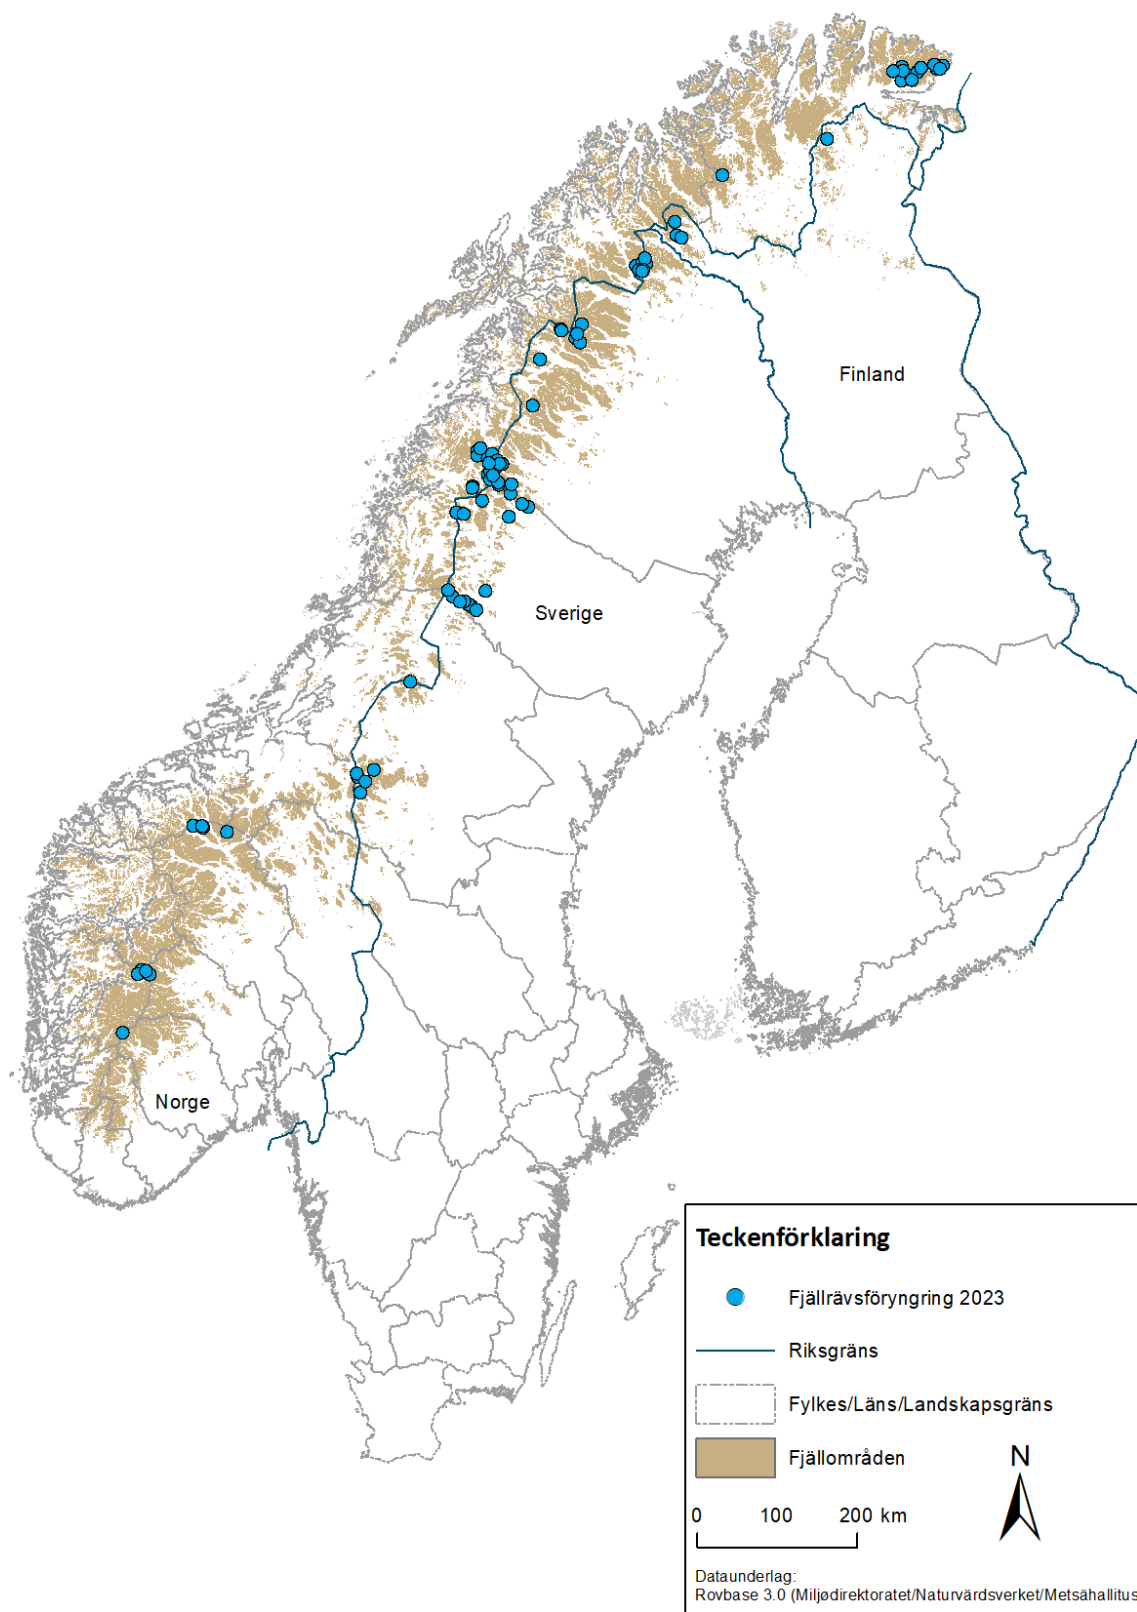 Finland
Sverige
Norge
Teckenförklaring
Fjällrävsföryngring 2023
Riksgräns
Fylkes/Läns/Landskapsgräns
Fjällområden
N
0 100 200 km
Dataunderlag:
Rovbase 3.0 (Miljødirektoratet/Naturvårdsverket/Metsähallitus